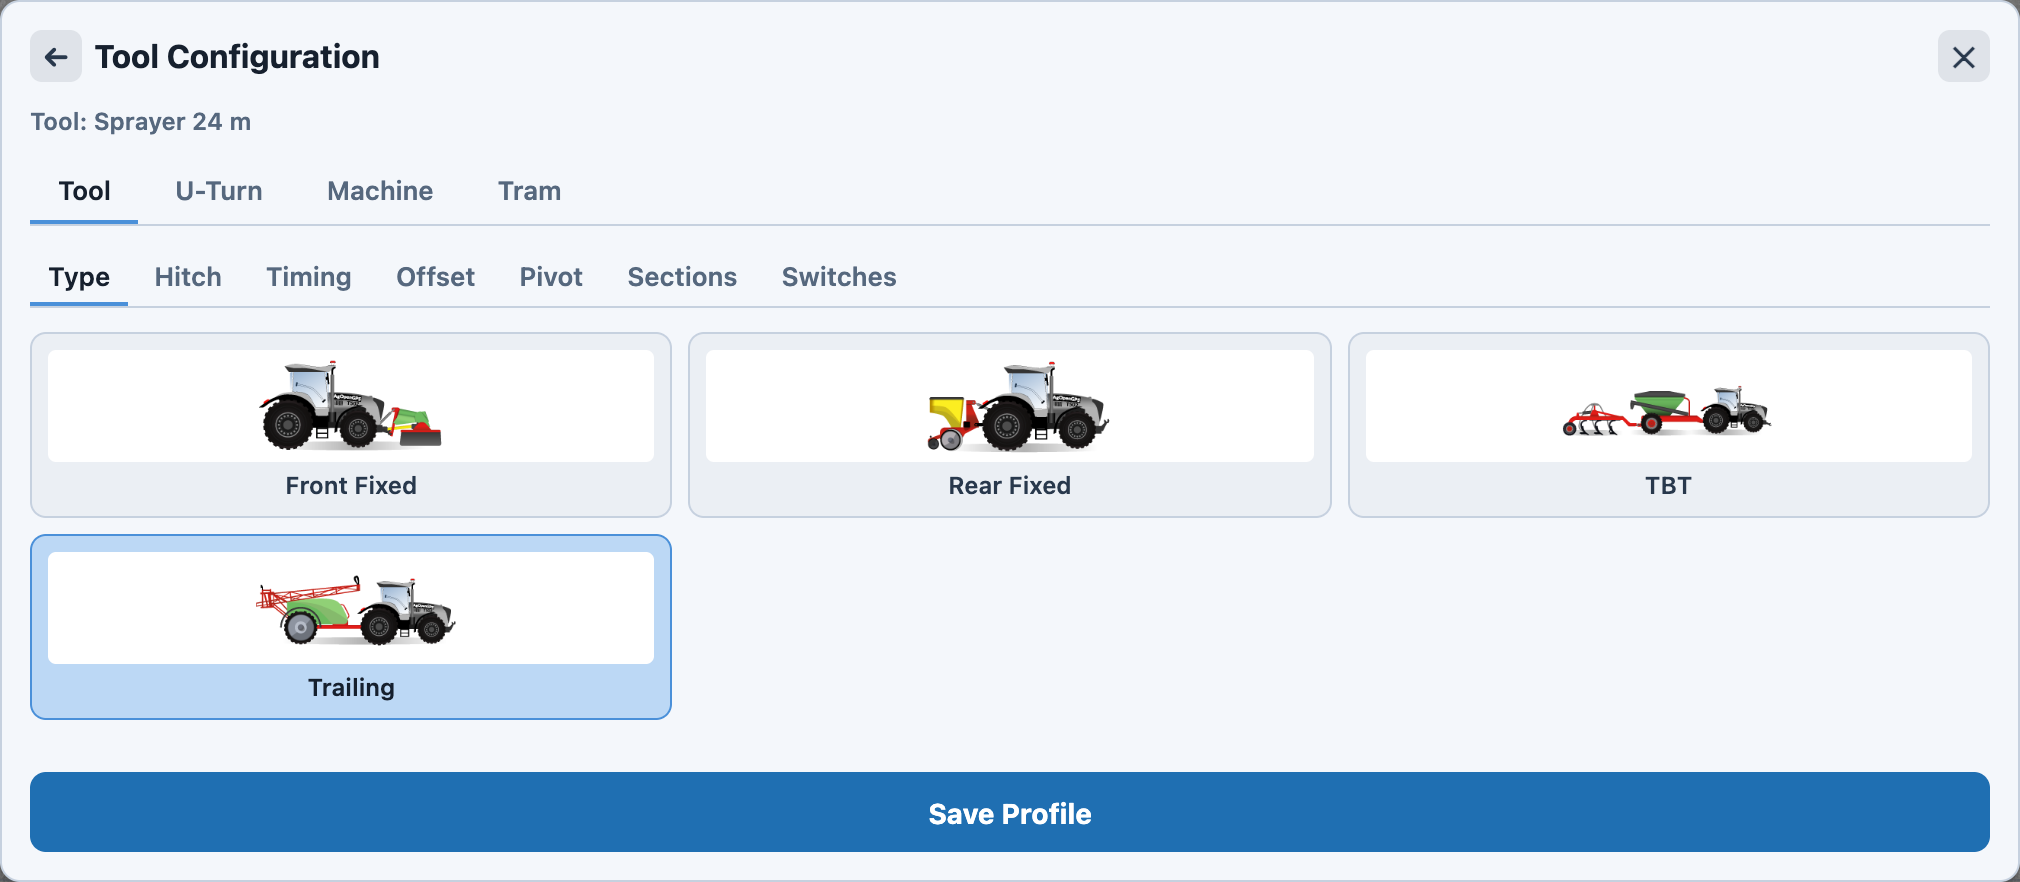 Tool Configuration
Tool: Sprayer 24 m
Tool U-Turn Machine Tram
Type Hitch Timing Offset Pivot Sections Switches
Front Fixed Rear Fixed TBT
Trailing
Save Profile